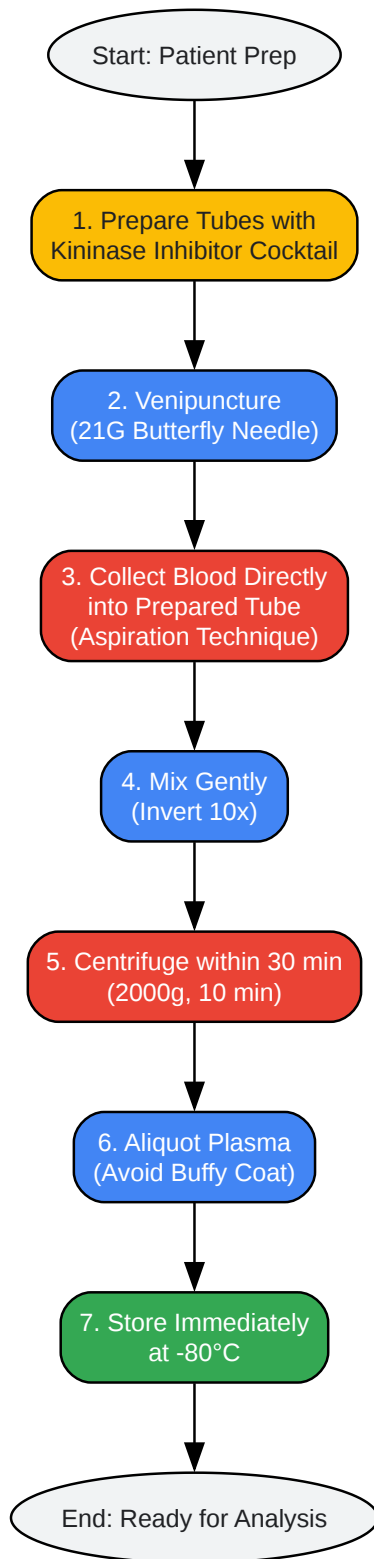 Start: Patient Prep
1. Prepare Tubes with
Kininase Inhibitor Cocktail
2. Venipuncture
(21G Butterfly Needle)
3. Collect Blood Directly
into Prepared Tube
(Aspiration Technique)
4. Mix Gently
(Invert 10x)
5. Centrifuge within 30 min
(2000g, 10 min)
6. Aliquot Plasma
(Avoid Buffy Coat)
7. Store Immediately
at -80°C
End: Ready for Analysis